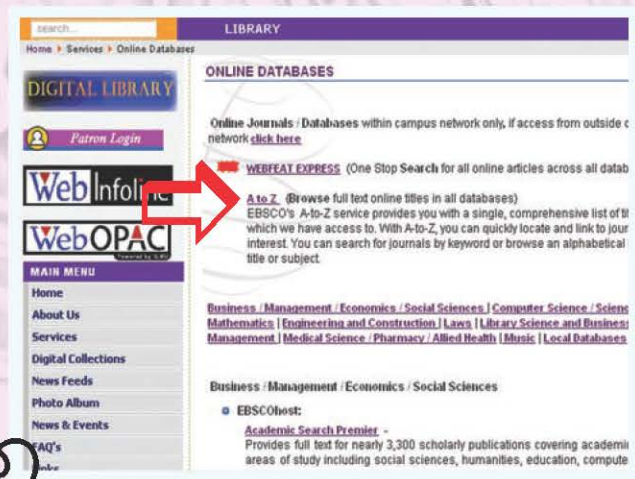 search...
LIBRARY
Home Services Online Databases
DIGITAL LIBRARY
Patron Login
Web Infoline
WebOPAC
MAIN MENU
Home
About Us
Services
Digital Collections
News Feeds
Photo Album
News & Events
FAQ's
Links
ONLINE DATABASES
Online Journals / Databases within campus network only, if access from outside
network click here
WEBFEAT EXPRESS (One Stop Search for all online articles across all datab
A to Z (Browse full text online titles in all databases)
EBSCO's A-to-Z service provides you with a single, comprehensive list of
which we have access to. With A-to-Z, you can quickly locate and link to jour
interest. You can search for journals by keyword or browse an alphabetical
title or subject.
Business / Management / Economics / Social Sciences | Computer Science / Scienc
Mathematics | Engineering and Construction | Laws | Library Science and Business
Management | Medical Science / Pharmacy / Allied Health | Music | Local Databases
Business / Management / Economics / Social Sciences
EBSCOhost:
Academic Search Premier -
Provides full text for nearly 3,300 scholarly publications covering academi
areas of study including social sciences, humanities, education, compute